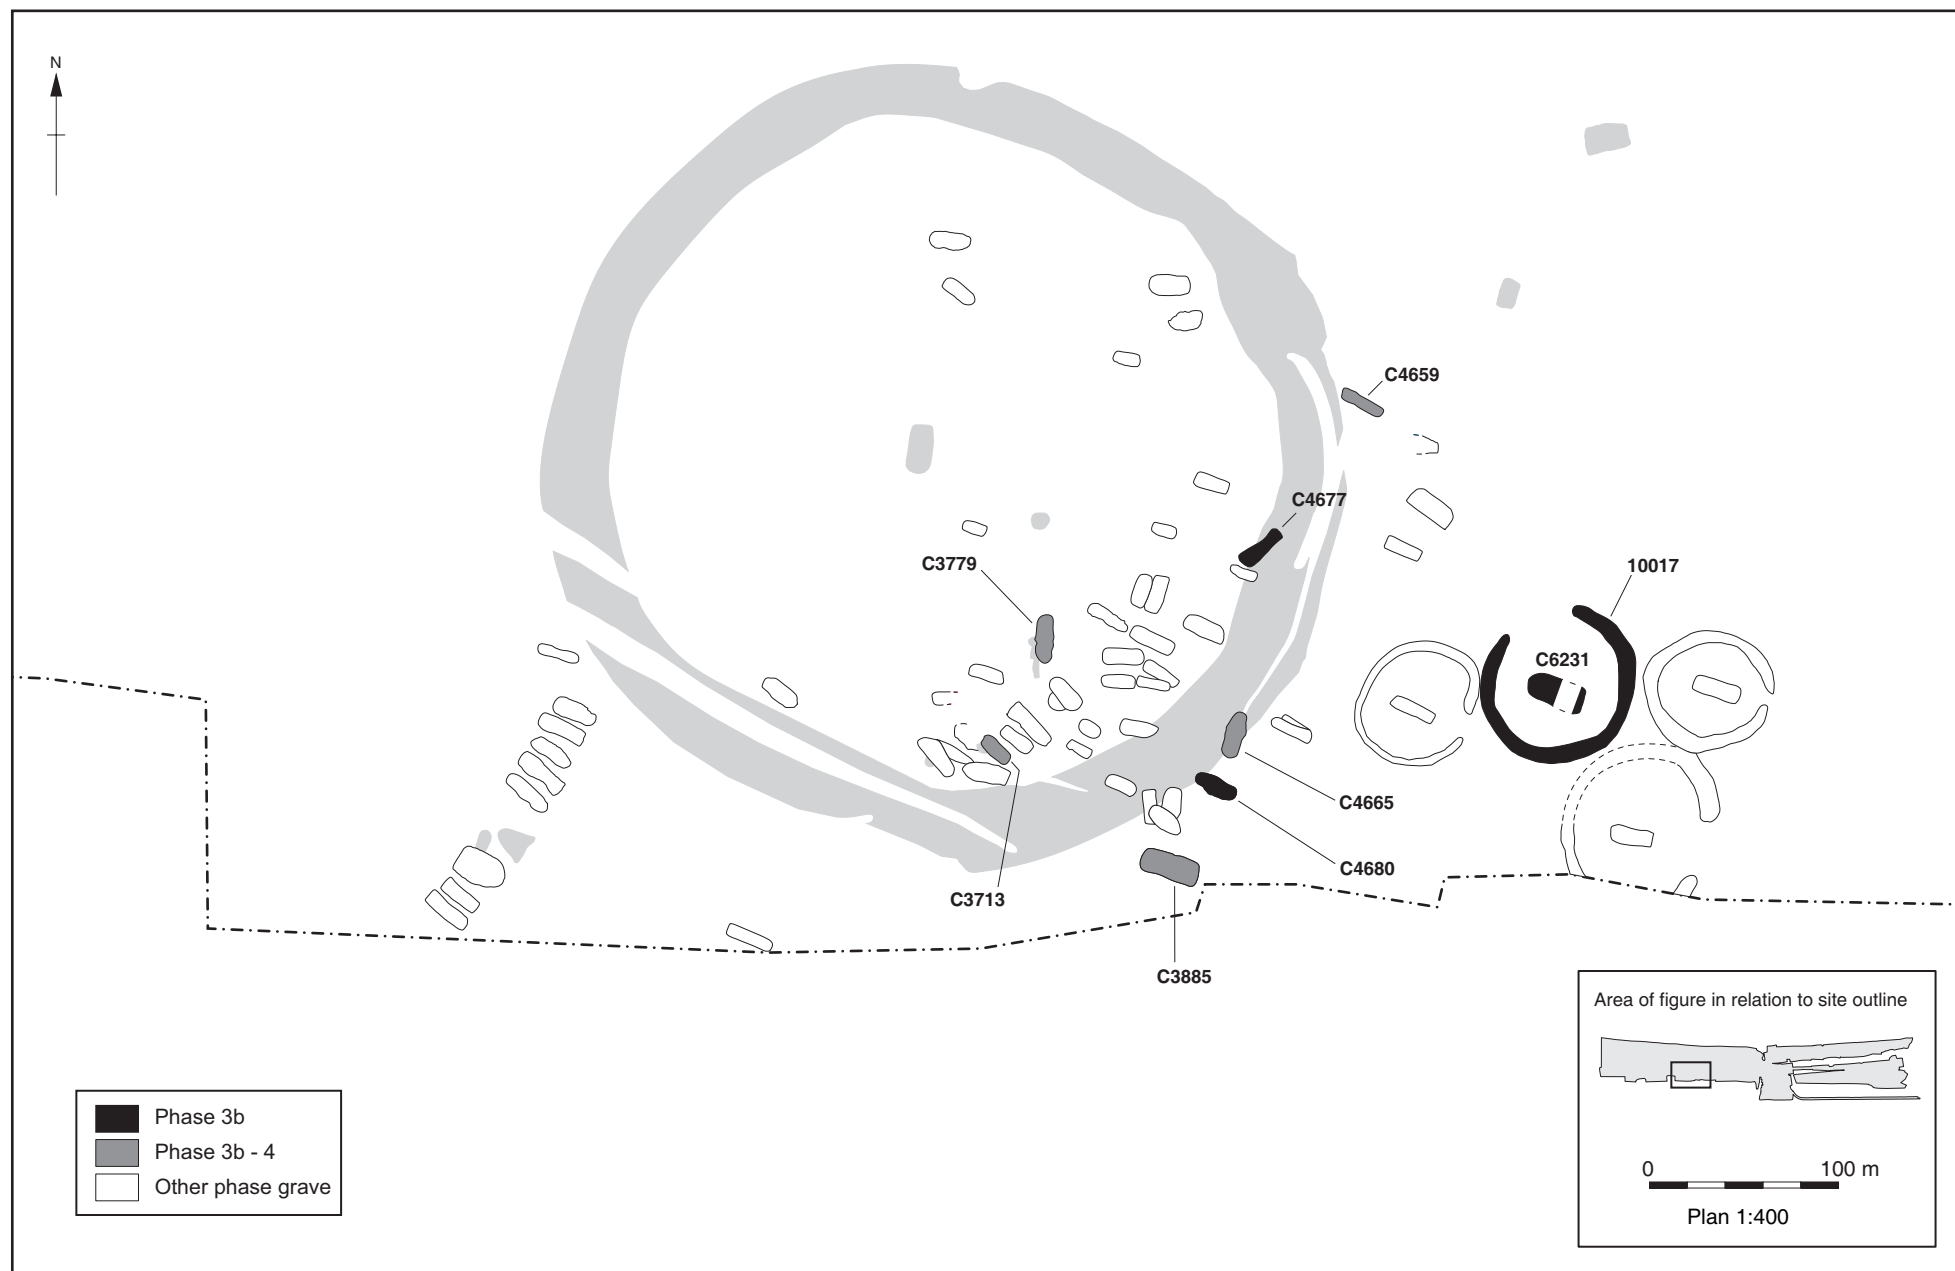 N
C4659
C4677
C3779
10017
C6231
C4665
C4680
C3713
C3885
Area of figure in relation to site outline
0 100 m
Plan 1:400
Phase 3b
Phase 3b - 4
Other phase grave